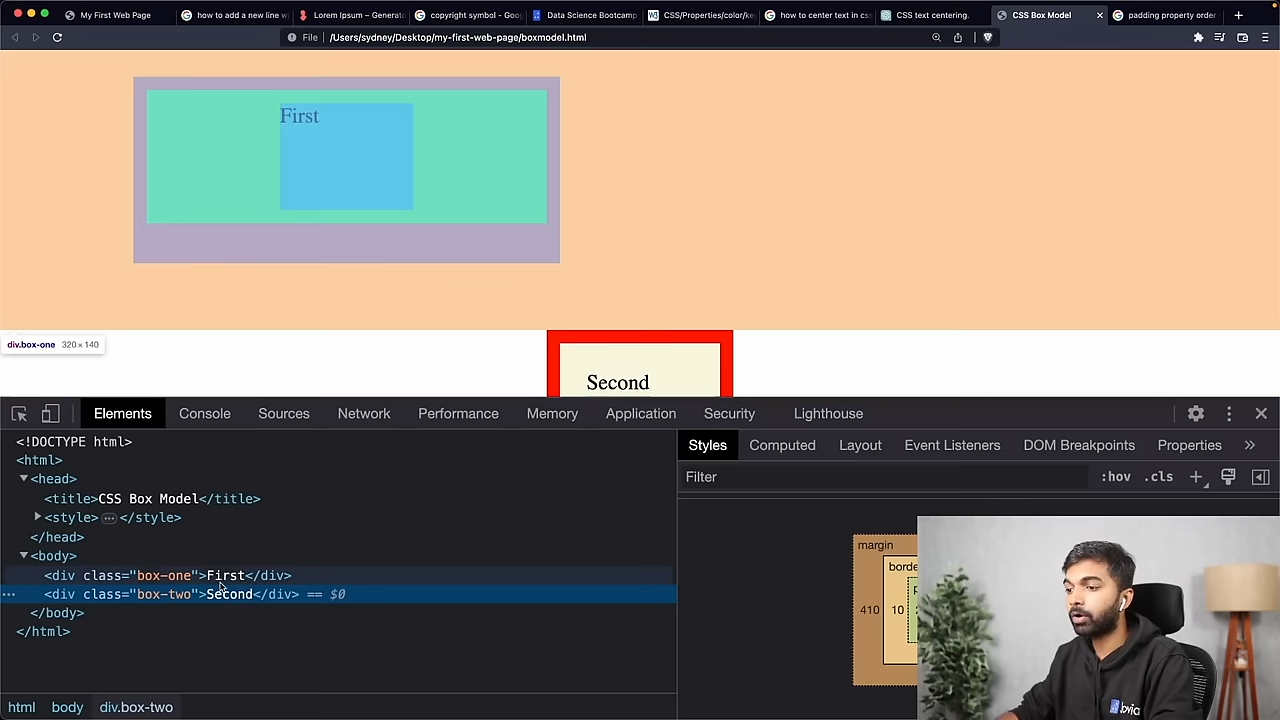 My First Web Page
how to add a new line w
Lorem Ipsum – Generato
copyright symbol - Goo
Data Science Bootcamp
CSS/Properties/color/ke
how to center text in css
CSS text centering.
CSS Box Model
padding property order
File
/Users/sydney/Desktop/my-first-web-page/boxmodel.html
First
div.box-one 320 × 140
Second
Elements
Console
Sources
Network
Performance
Memory
Application
Security
Lighthouse
<!DOCTYPE html>
<html>
<head>
<title>CSS Box Model</title>
<style>…</style>
</head>
<body>
<div class="box-one">First</div>
<div class="box-two">Second</div> == $0
</body>
</html>
html body div.box-two
Styles
Computed
Layout
Event Listeners
DOM Breakpoints
Properties
Filter
:hov .cls
margin
borde
410
10